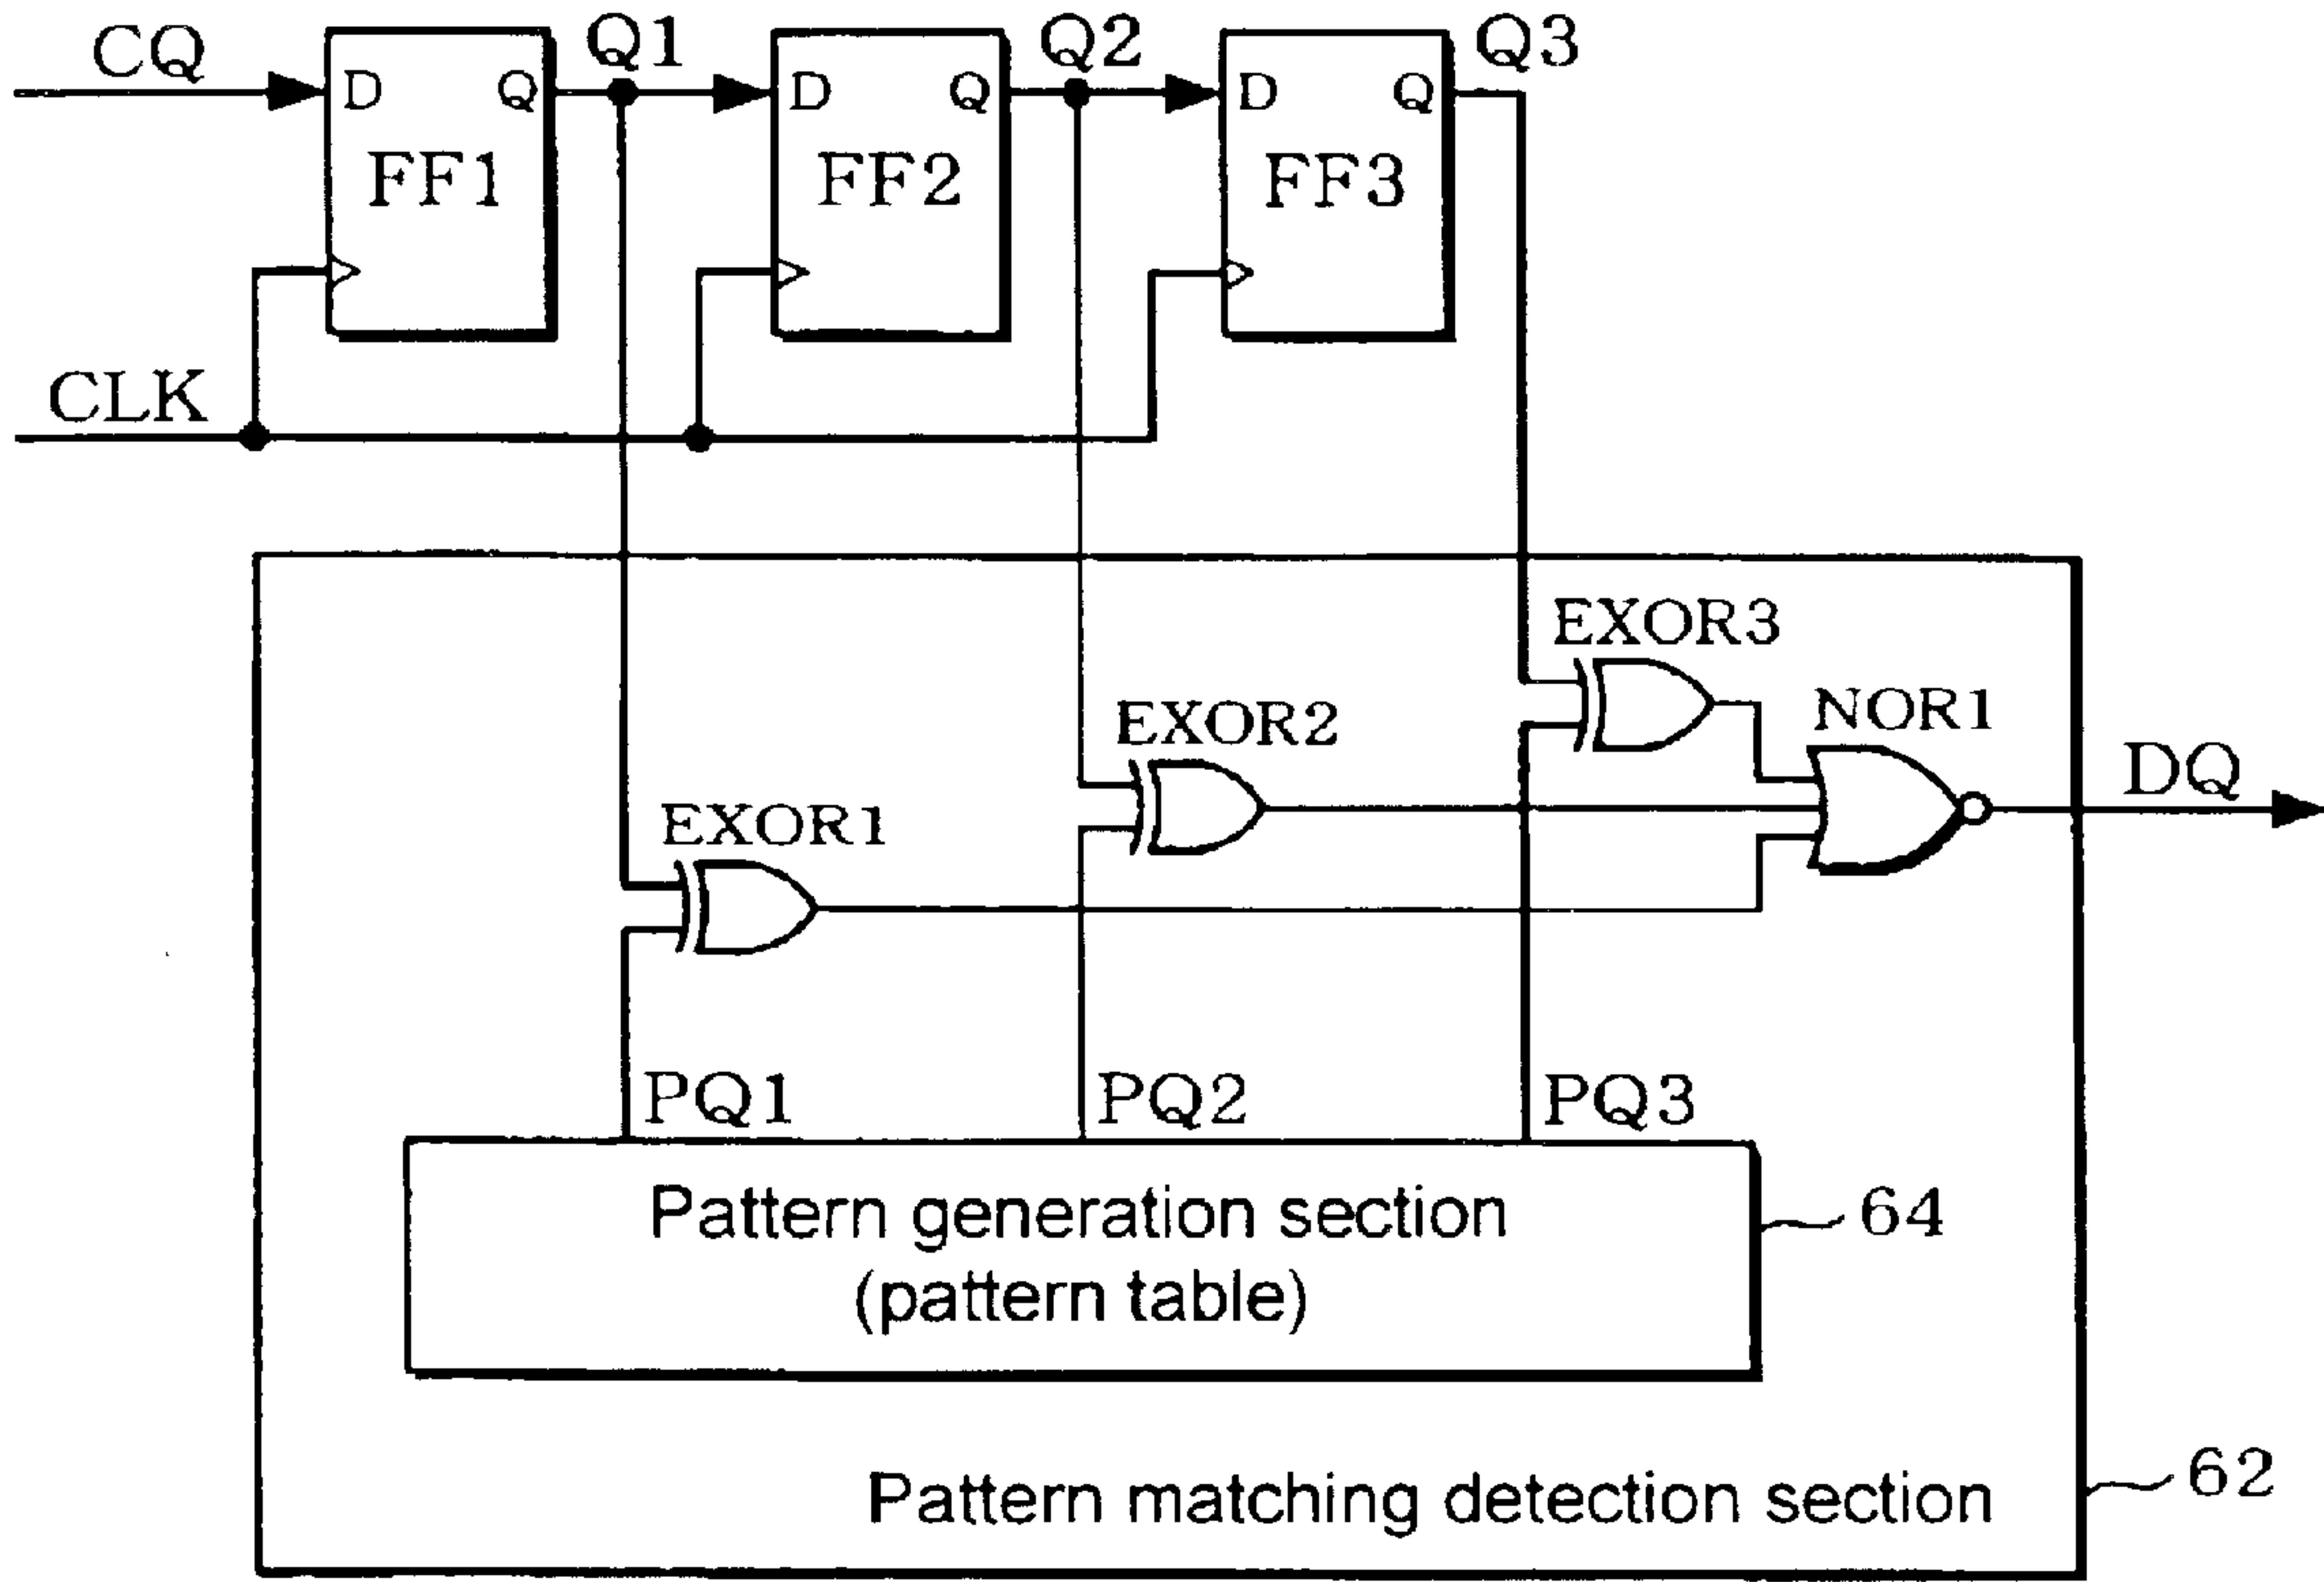 CQ
D
Q
FF1
Q1
D
Q
FF2
Q2
D
Q
FF3
Q3
CLK
EXOR3
NOR1
EXOR2
DQ
EXOR1
PQ1
PQ2
PQ3
Pattern generation section
(pattern table)
64
Pattern matching detection section
62